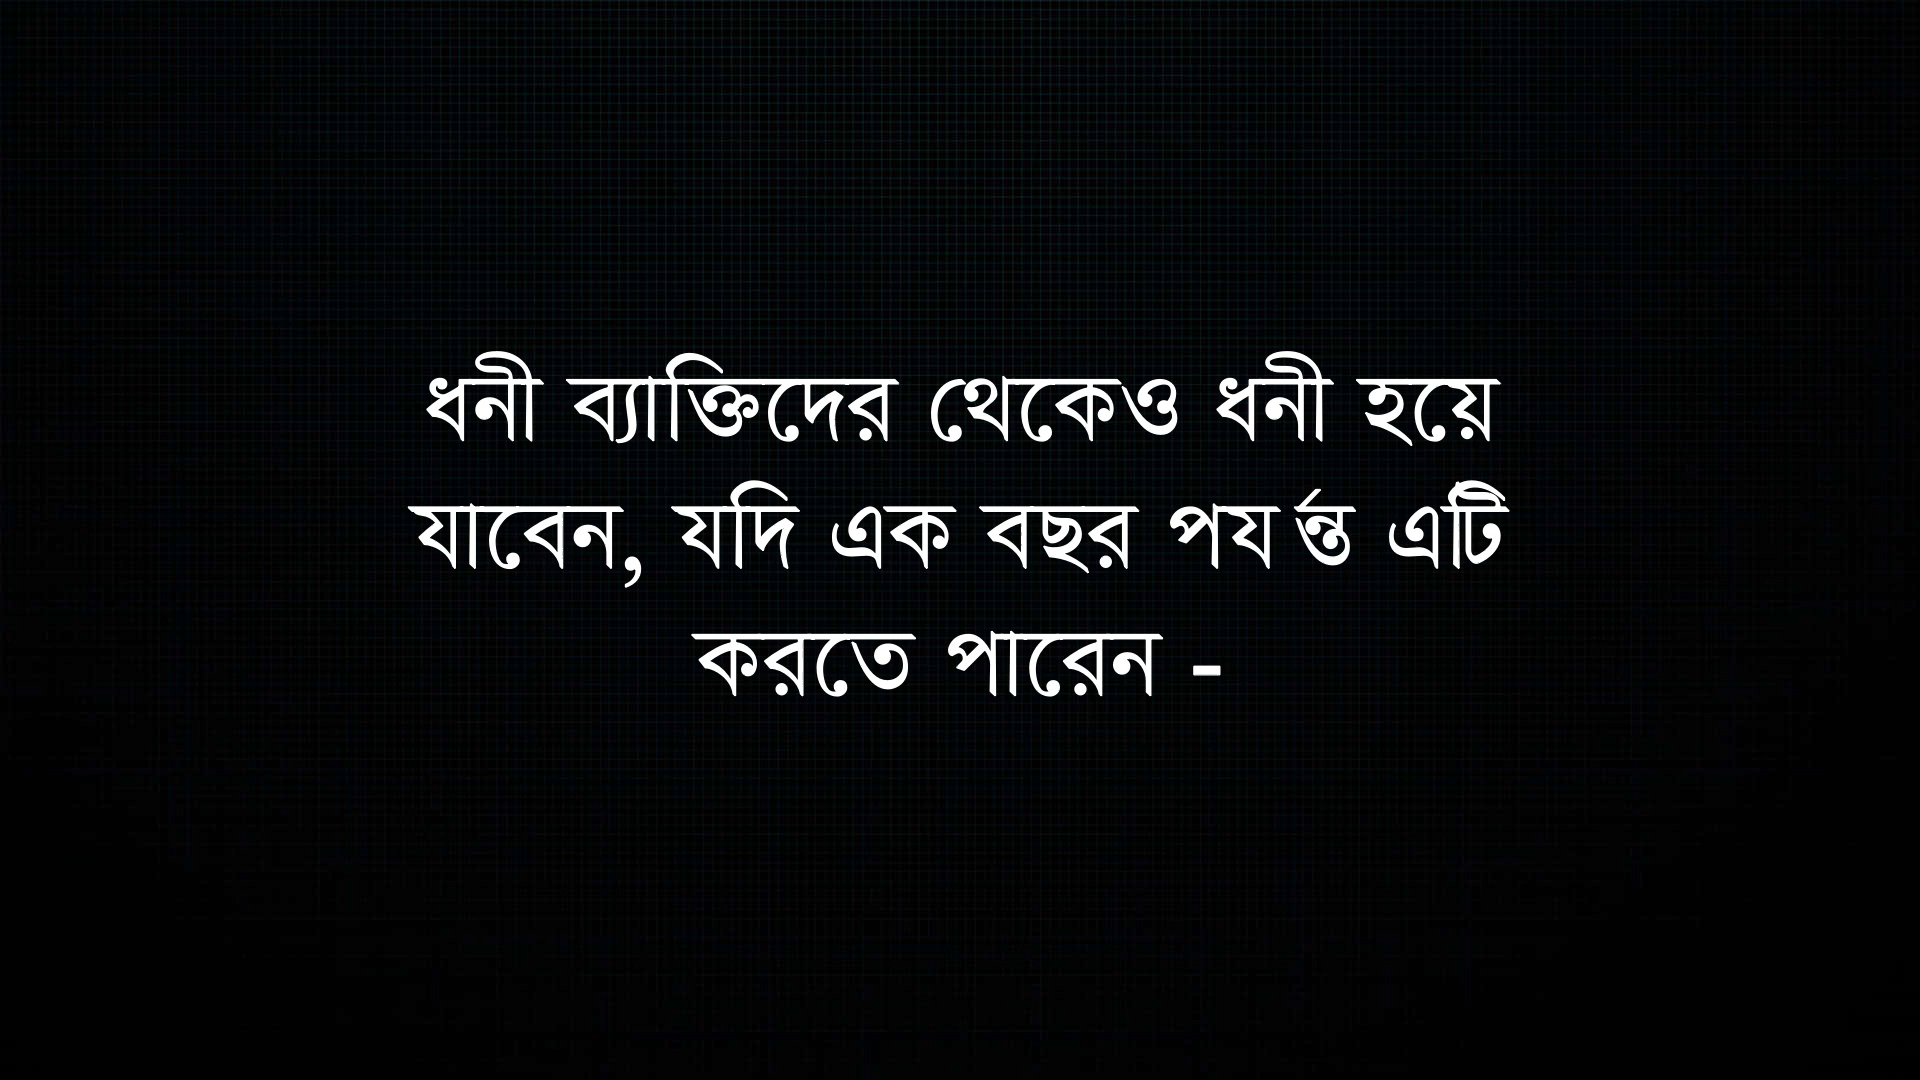 ধনী ব্যাক্তিদের থেকেও ধনী হয়ে
যাবেন, যদি এক বছর পর্যন্ত এটি
করতে পারেন -